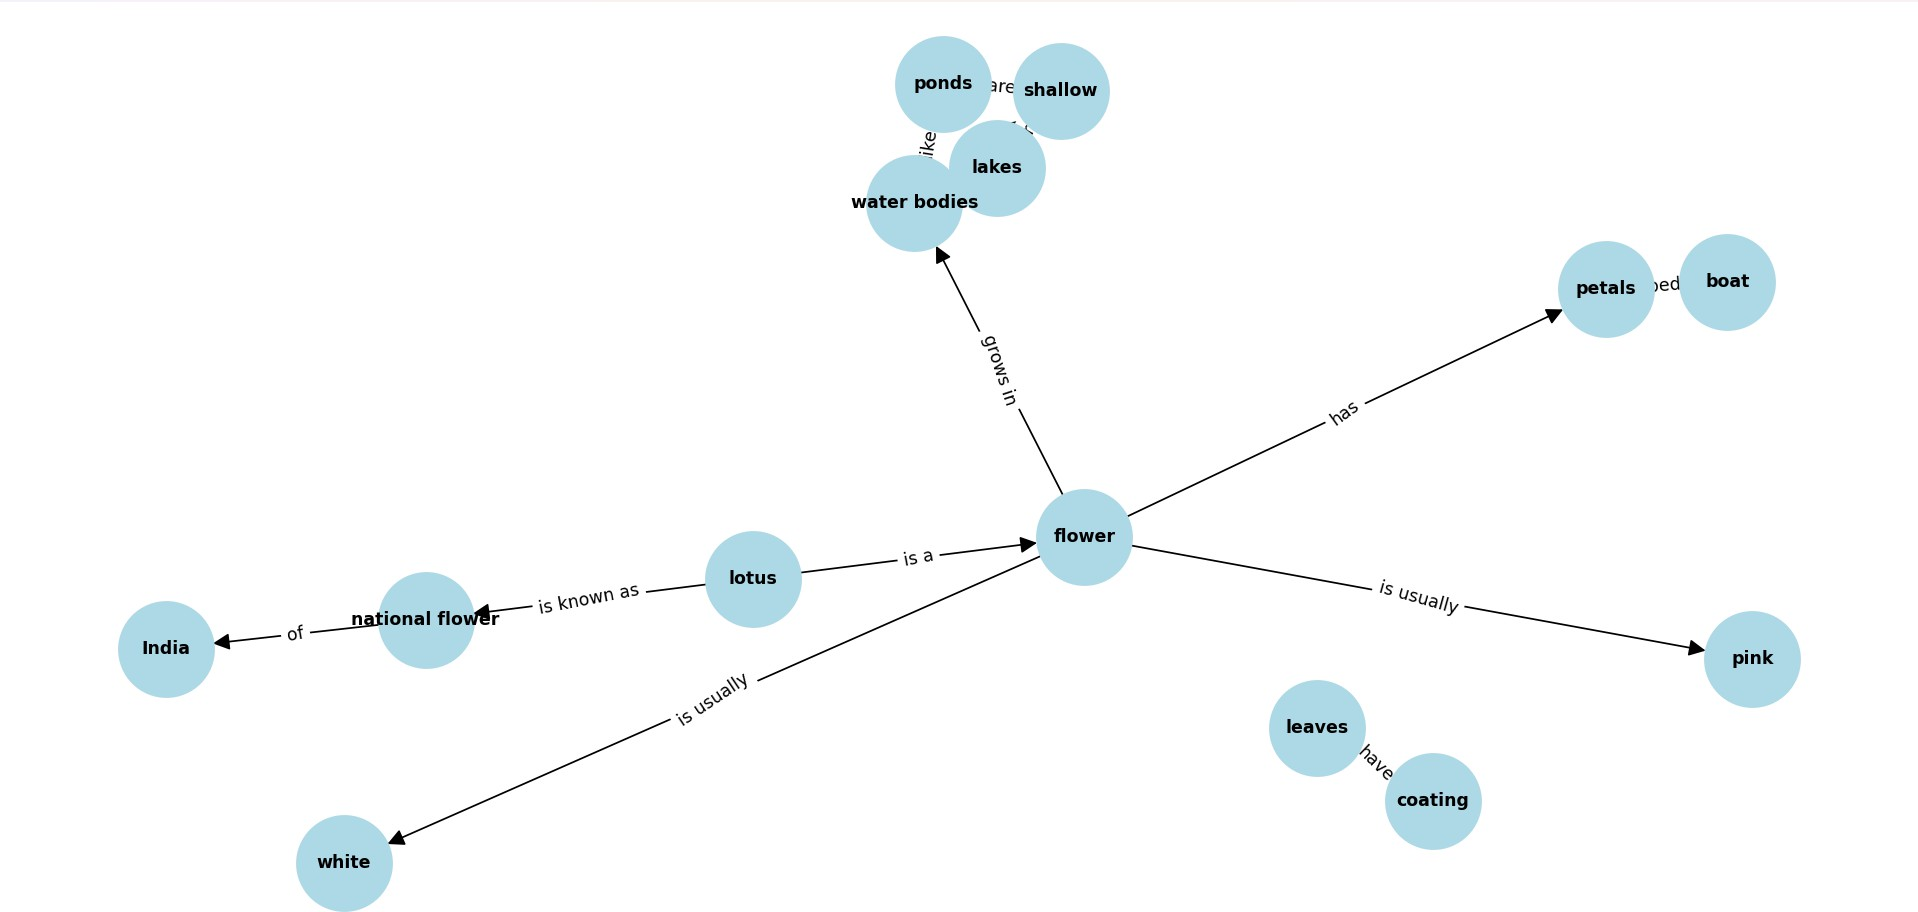 ponds
are
shallow
lakes
water bodies
petals
boat
grows in
has
flower
is a
lotus
is known as
national flower
of
India
is usually
pink
is usually
leaves
have
coating
white